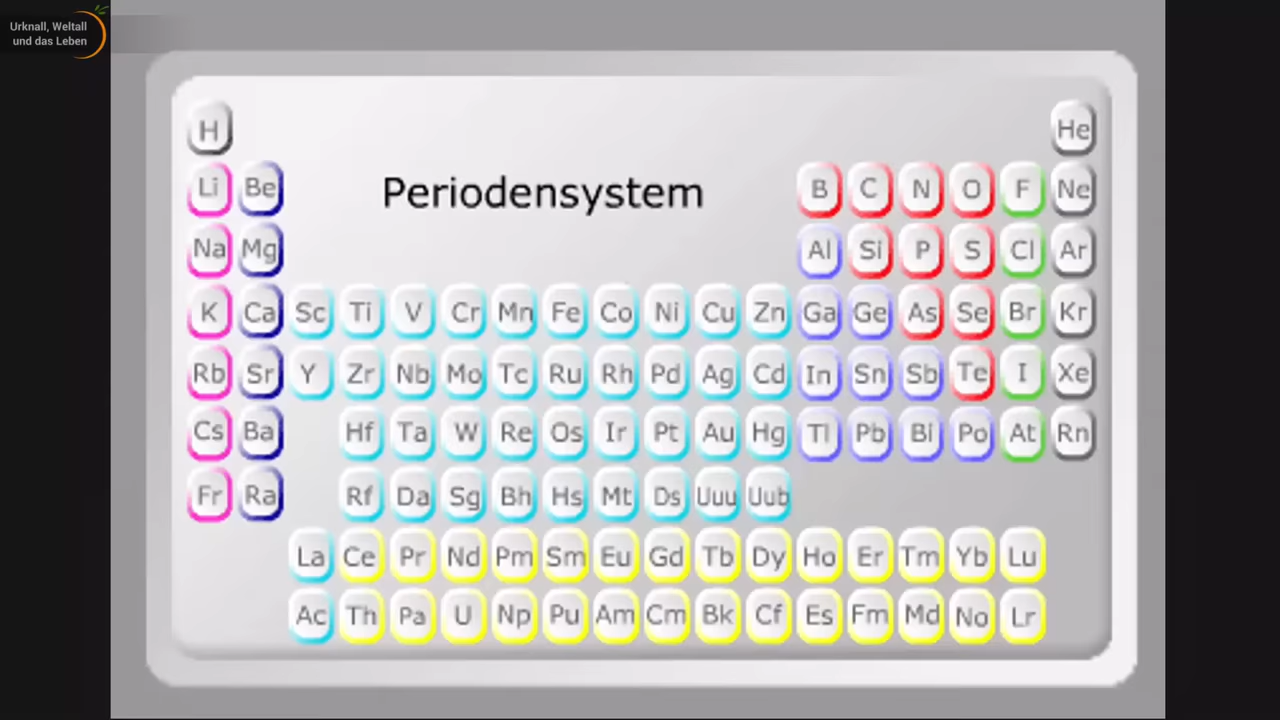 Urknall, Weltall
und das Leben
H He
Li Be Periodensystem B C N O F Ne
Na Mg Al Si P S Cl Ar
K Ca Sc Ti V Cr Mn Fe Co Ni Cu Zn Ga Ge As Se Br Kr
Rb Sr Y Zr Nb Mo Tc Ru Rh Pd Ag Cd In Sn Sb Te I Xe
Cs Ba Hf Ta W Re Os Ir Pt Au Hg Tl Pb Bi Po At Rn
Fr Ra Rf Da Sg Bh Hs Mt Ds Uuu Uub
La Ce Pr Nd Pm Sm Eu Gd Tb Dy Ho Er Tm Yb Lu
Ac Th Pa U Np Pu Am Cm Bk Cf Es Fm Md No Lr